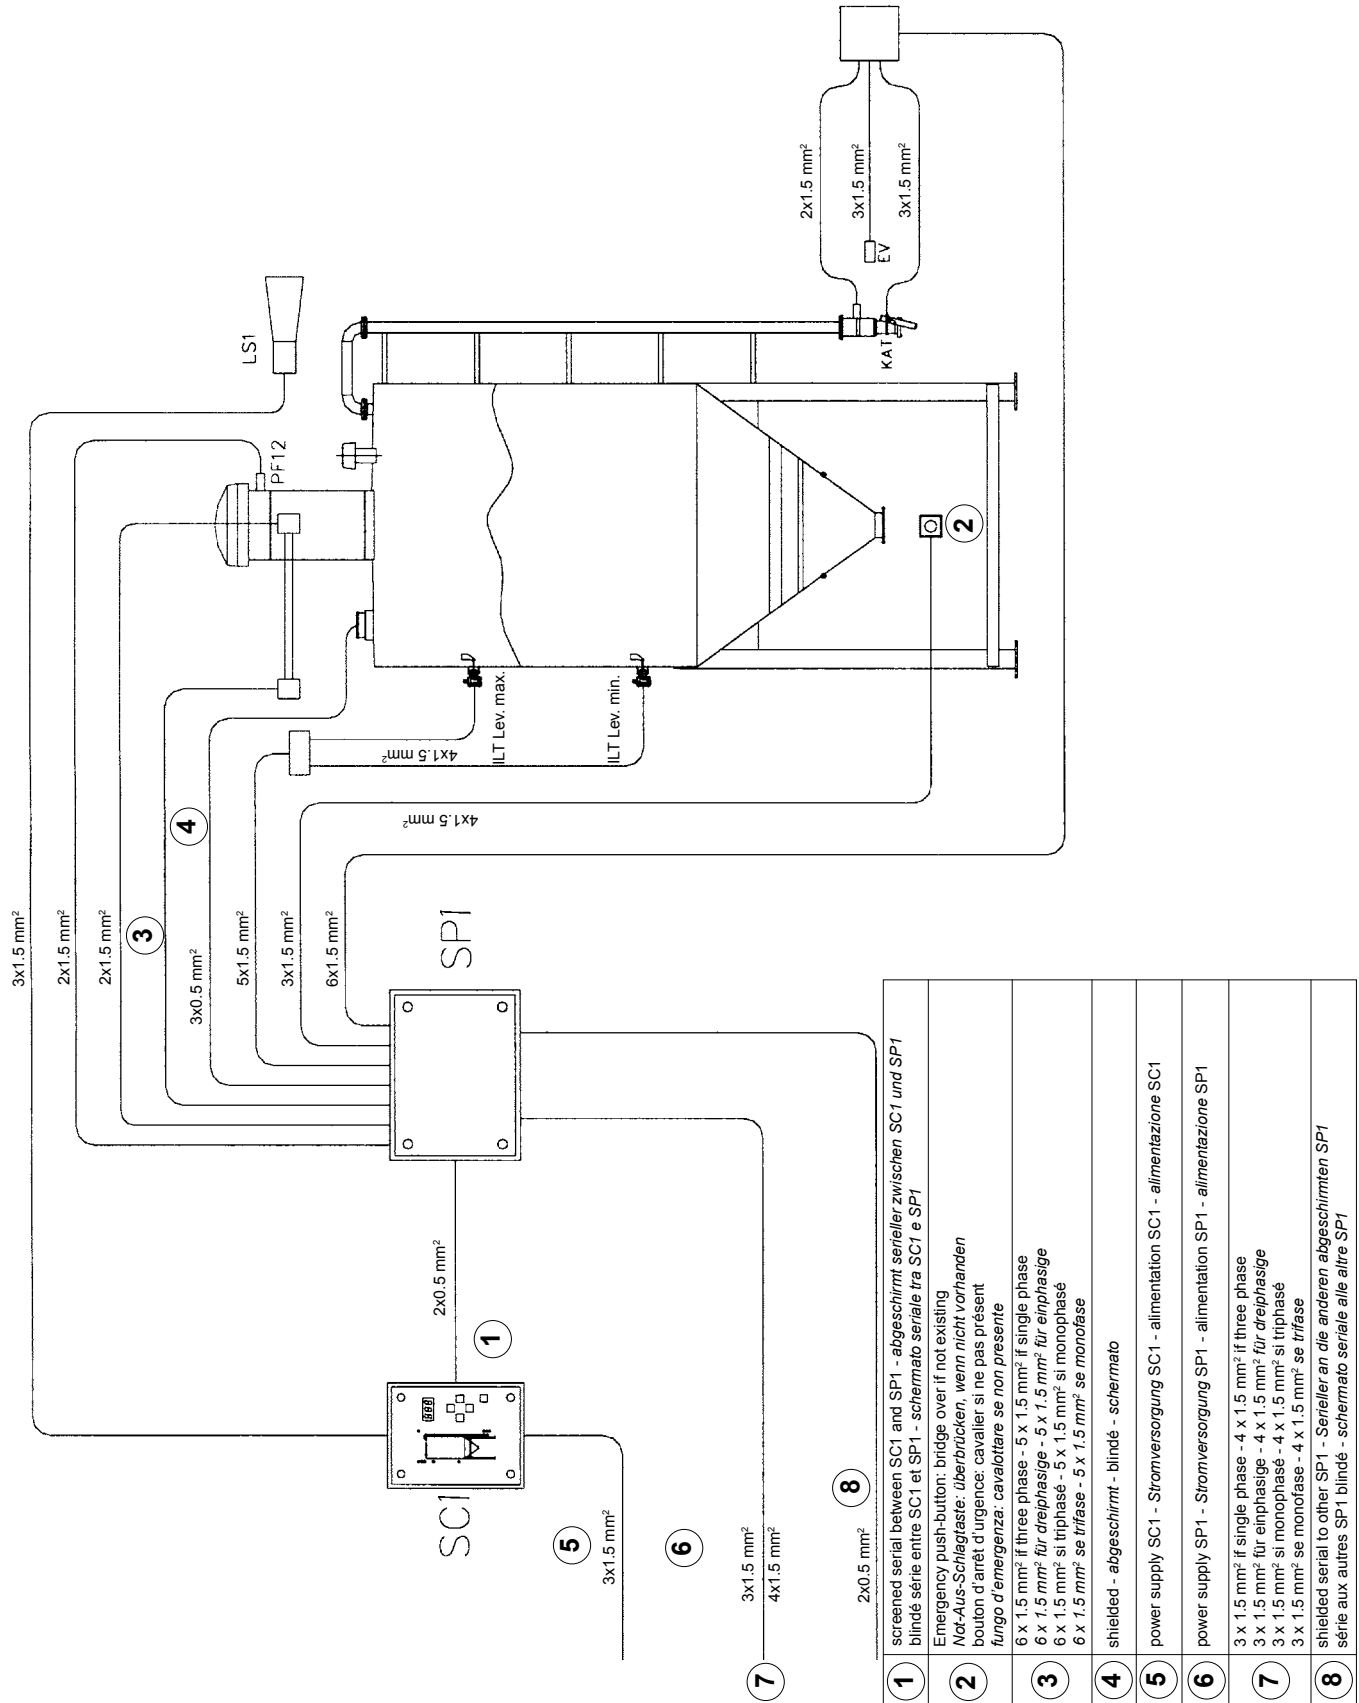 LS1
3x1.5 mm²
2x1.5 mm²
PF12
2x1.5 mm²
3
4
3x0.5 mm²
5x1.5 mm²
3x1.5 mm²
6x1.5 mm²
4x1.5 mm²
4x1.5 mm²
ILT Lev. max.
ILT Lev. min.
2
KAT
EV
2x1.5 mm²
3x1.5 mm²
3x1.5 mm²
SP1
2x0.5 mm²
1
SC1
5
3x1.5 mm²
6
7
3x1.5 mm²
4x1.5 mm²
8
2x0.5 mm²
1
screened serial between SC1 and SP1 - abgeschirmt serieller zwischen SC1 und SP1
blindé série entre SC1 et SP1 - schermato seriale tra SC1 e SP1
2
Emergency push-button: bridge over if not existing
Not-Aus-Schlagtaste: überbrücken, wenn nicht vorhanden
bouton d'arrêt d'urgence: cavalier si ne pas présent
fungo d'emergenza: cavalottare se non presente
3
6 x 1.5 mm² if three phase - 5 x 1.5 mm² if single phase
6 x 1.5 mm² für dreiphasige - 5 x 1.5 mm² für einphasige
6 x 1.5 mm² si triphasé - 5 x 1.5 mm² si monophasé
6 x 1.5 mm² se trifase - 5 x 1.5 mm² se monofase
4
shielded - abgeschirmt - blindé - schermato
5
power supply SC1 - Stromversorgung SC1 - alimentation SC1 - alimentazione SC1
6
power supply SP1 - Stromversorgung SP1 - alimentation SP1 - alimentazione SP1
7
3 x 1.5 mm² if single phase - 4 x 1.5 mm² if three phase
3 x 1.5 mm² für einphasige - 4 x 1.5 mm² für dreiphasige
3 x 1.5 mm² si monophasé - 4 x 1.5 mm² si triphasé
3 x 1.5 mm² se monofase - 4 x 1.5 mm² se trifase
8
shielded serial to other SP1 - Serieller an die anderen abgeschirmten SP1
série aux autres SP1 blindé - schermato seriale alle altre SP1